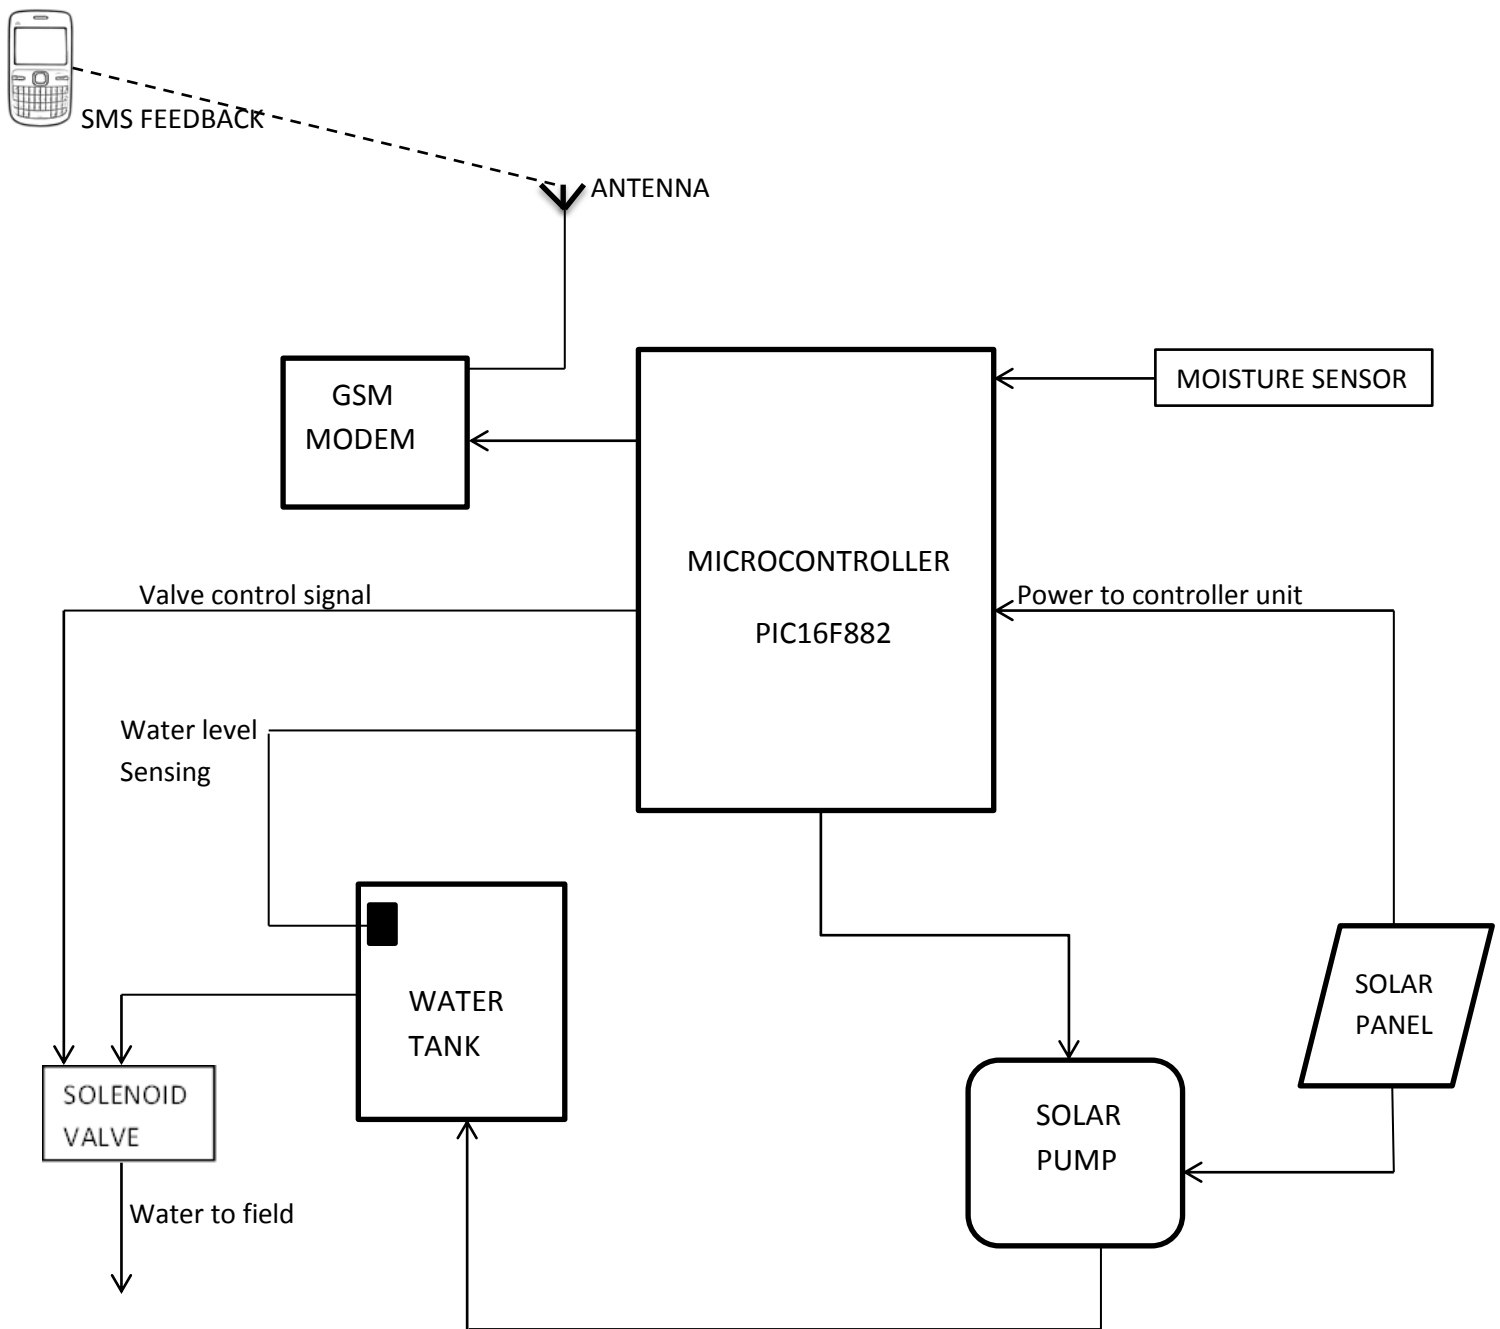 SMS FEEDBACK
ANTENNA
GSM
MODEM
MOISTURE SENSOR
MICROCONTROLLER
PIC16F882
Valve control signal
Power to controller unit
Water level
Sensing
WATER
TANK
SOLAR
PANEL
SOLENOID
VALVE
SOLAR
PUMP
Water to field